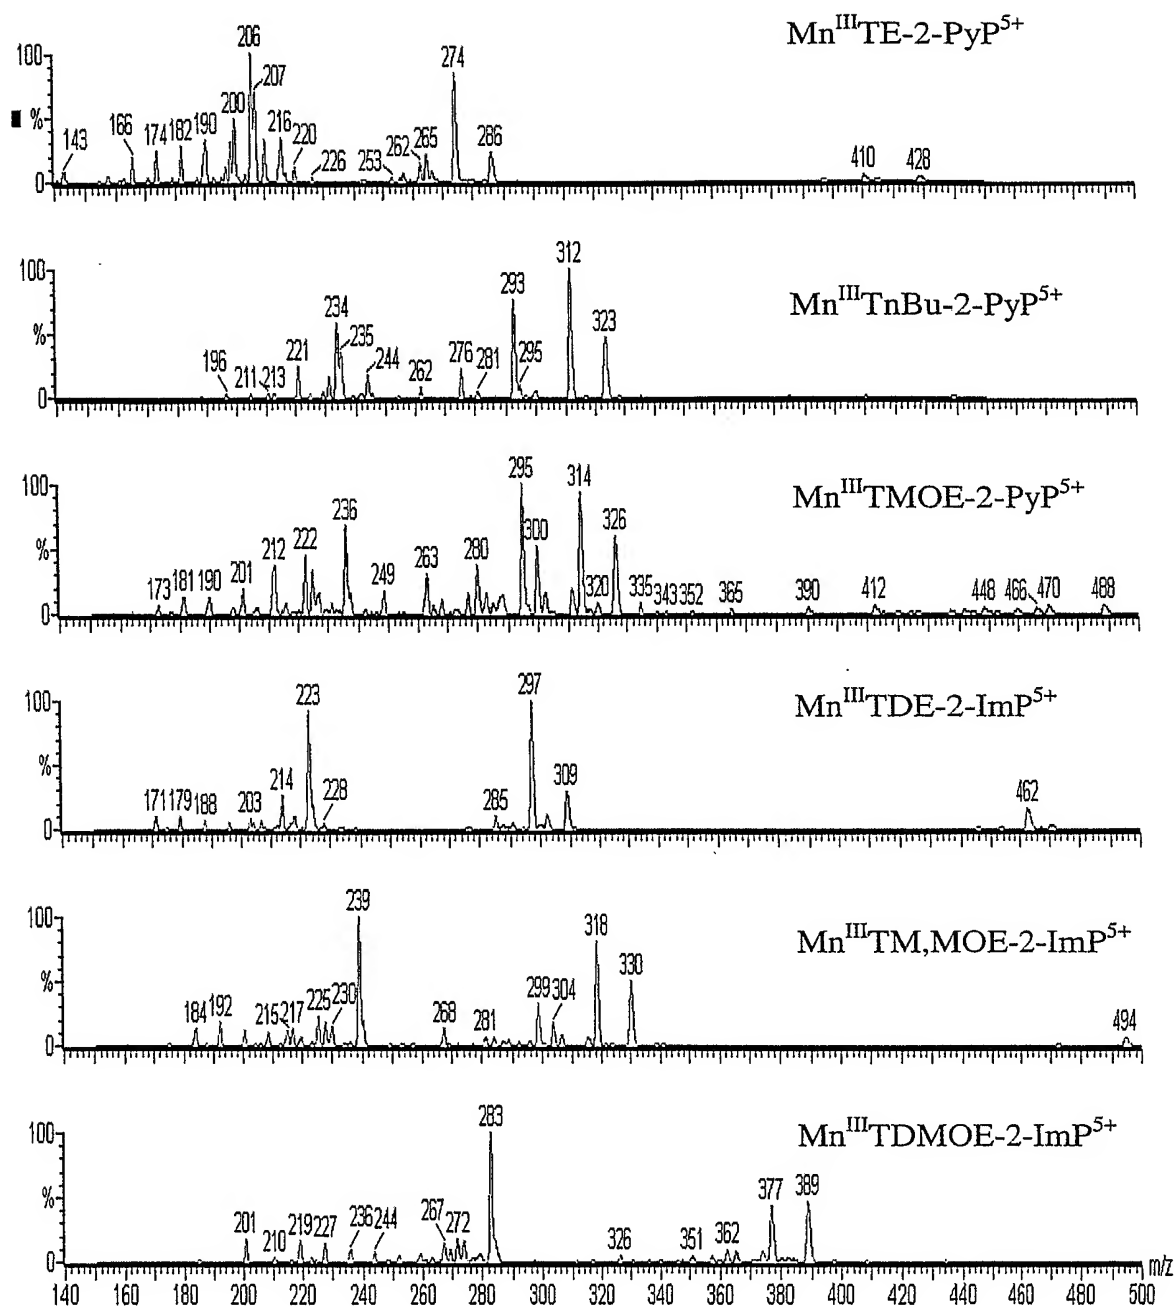 Mn^III TE-2-PyP^5+
206
100
274
207
%
200
143 166 174 182 190 216 220 226 253 262 265 286 410 428
0
312
100
293
Mn^III TnBu-2-PyP^5+
234
323
%
235
196 211 213 221 244 262 276 281 295
0
295
314
100
Mn^III TMOE-2-PyP^5+
236
300
326
%
212 222
173 181 190 201 249 263 280 320 335 343 352 365 390 412 448 466 470 488
0
297
100
223
Mn^III TDE-2-ImP^5+
%
309
171 179 188 203 214 228 285 462
0
239
100
318
Mn^III TM,MOE-2-ImP^5+
330
%
184 192 215 217 225 230 268 281 299 304 494
0
283
100
Mn^III TDMOE-2-ImP^5+
377 389
%
201 210 219 227 236 244 267 272 326 351 362
0
m/z
140 160 180 200 220 240 260 280 300 320 340 360 380 400 420 440 460 480 500